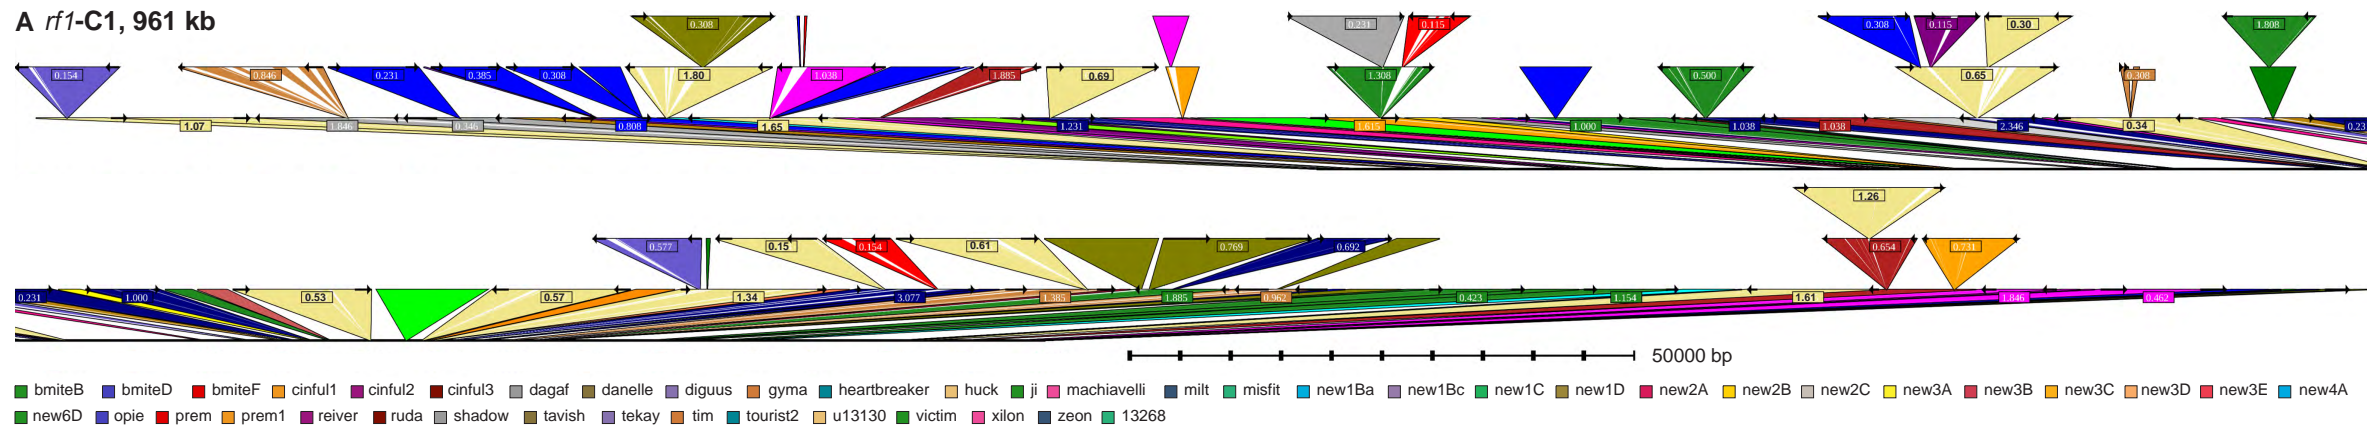 A rf1-C1, 961 kb
0.308 0.231 0.115 0.308 0.115 0.30 1.808
0.154 0.846 0.231 0.385 0.308 1.80 1.038 1.885 0.69 1.308 0.500 0.65 0.308
1.07 1.846 0.346 0.808 1.65 1.231 1.615 1.000 1.038 1.038 2.346 0.34 0.23
1.26
0.577 0.15 0.154 0.61 0.769 0.692 0.654 0.731
0.231 1.000 0.53 0.57 1.34 3.077 1.385 1.885 0.962 0.423 1.154 1.61 1.846 0.462
50000 bp
bmiteB bmiteD bmiteF cinful1 cinful2 cinful3 dagaf danelle diguus gyma heartbreaker huck ji machiavelli milt misfit new1Ba new1Bc new1C new1D new2A new2B new2C new3A new3B new3C new3D new3E new4A
new6D opie prem prem1 reiver ruda shadow tavish tekay tim tourist2 u13130 victim xilon zeon 13268